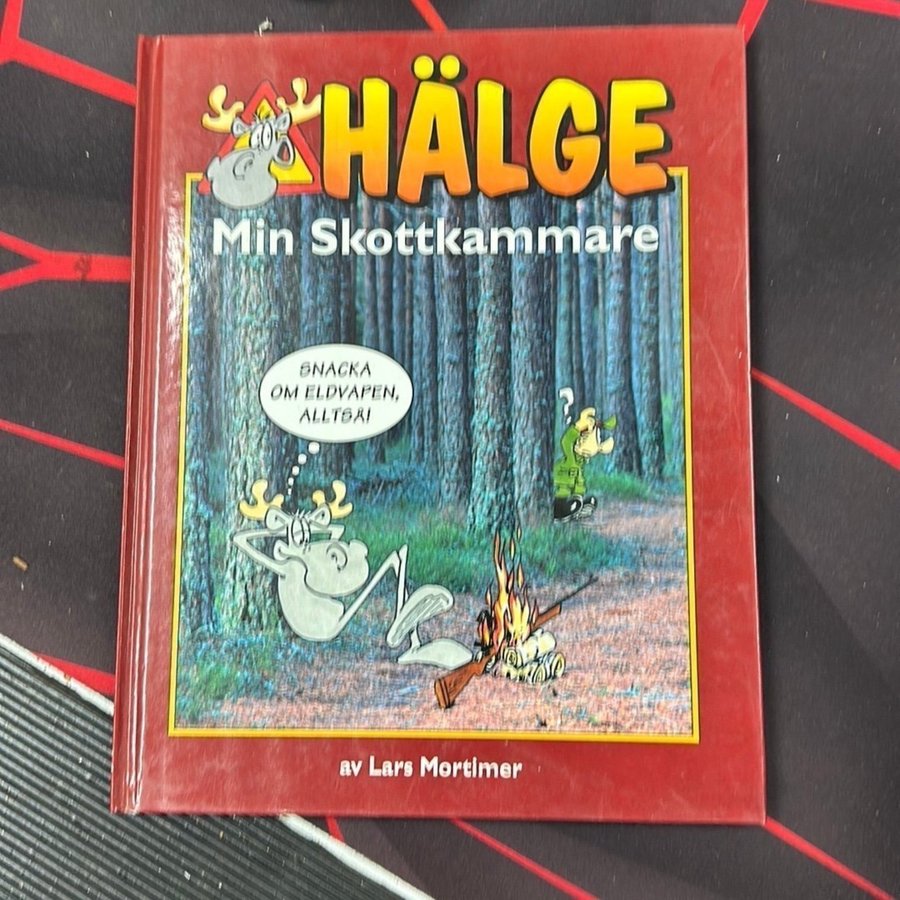 HÄLGE
Min Skottkammare
SNACKA
OM ELDVAPEN,
ALLTSÅ!
?
av Lars Mortimer